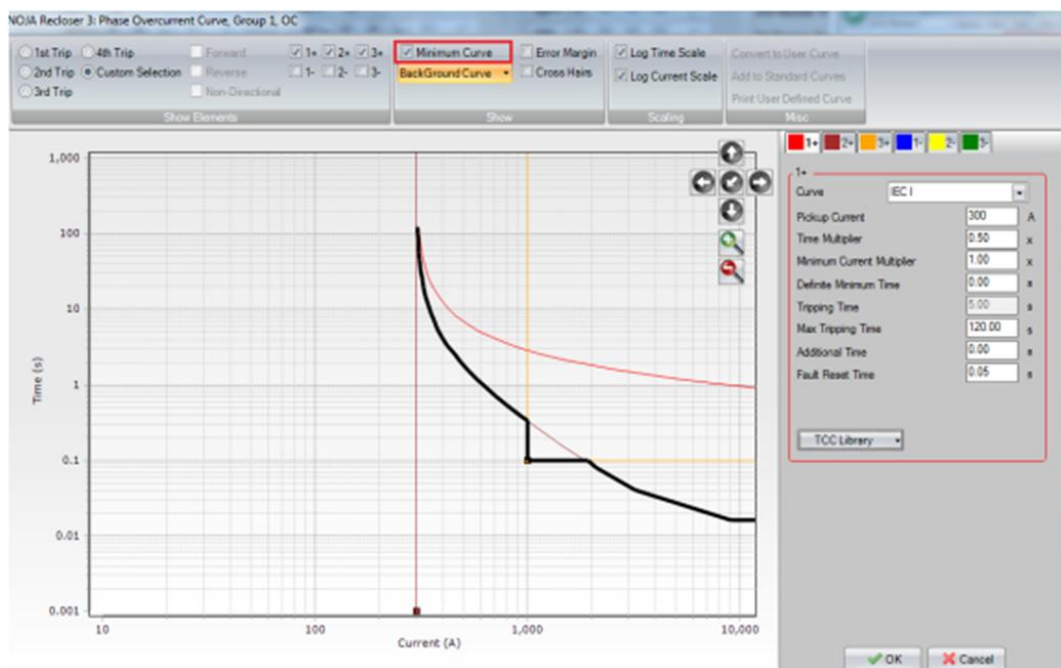 NOJA Recloser 3: Phase Overcurrent Curve, Group 1, OC
1st Trip 4th Trip Forward 1+ 2+ 3+ Minimum Curve Error Margin Log Time Scale Convert to User Curve
2nd Trip Custom Selection Reverse 1- 2- 3- BackGround Curve Cross Hairs Log Current Scale Add to Standard Curves
3rd Trip Non-Directional Print User Defined Curve
Show Elements Show Scaling Misc
1+ 2+ 3+ 1- 2- 3-
1+
Curve IEC I
Pickup Current 300 A
Time Multiplier 0.50 x
Minimum Current Multiplier 1.00 x
Definite Minimum Time 0.00 s
Tripping Time 5.00 s
Max Tripping Time 120.00 s
Additional Time 0.00 s
Fault Reset Time 0.05 s
TCC Library
1,000
100
10
1
0.1
0.01
0.001
Time (s)
10 100 1,000 10,000
Current (A)
OK Cancel